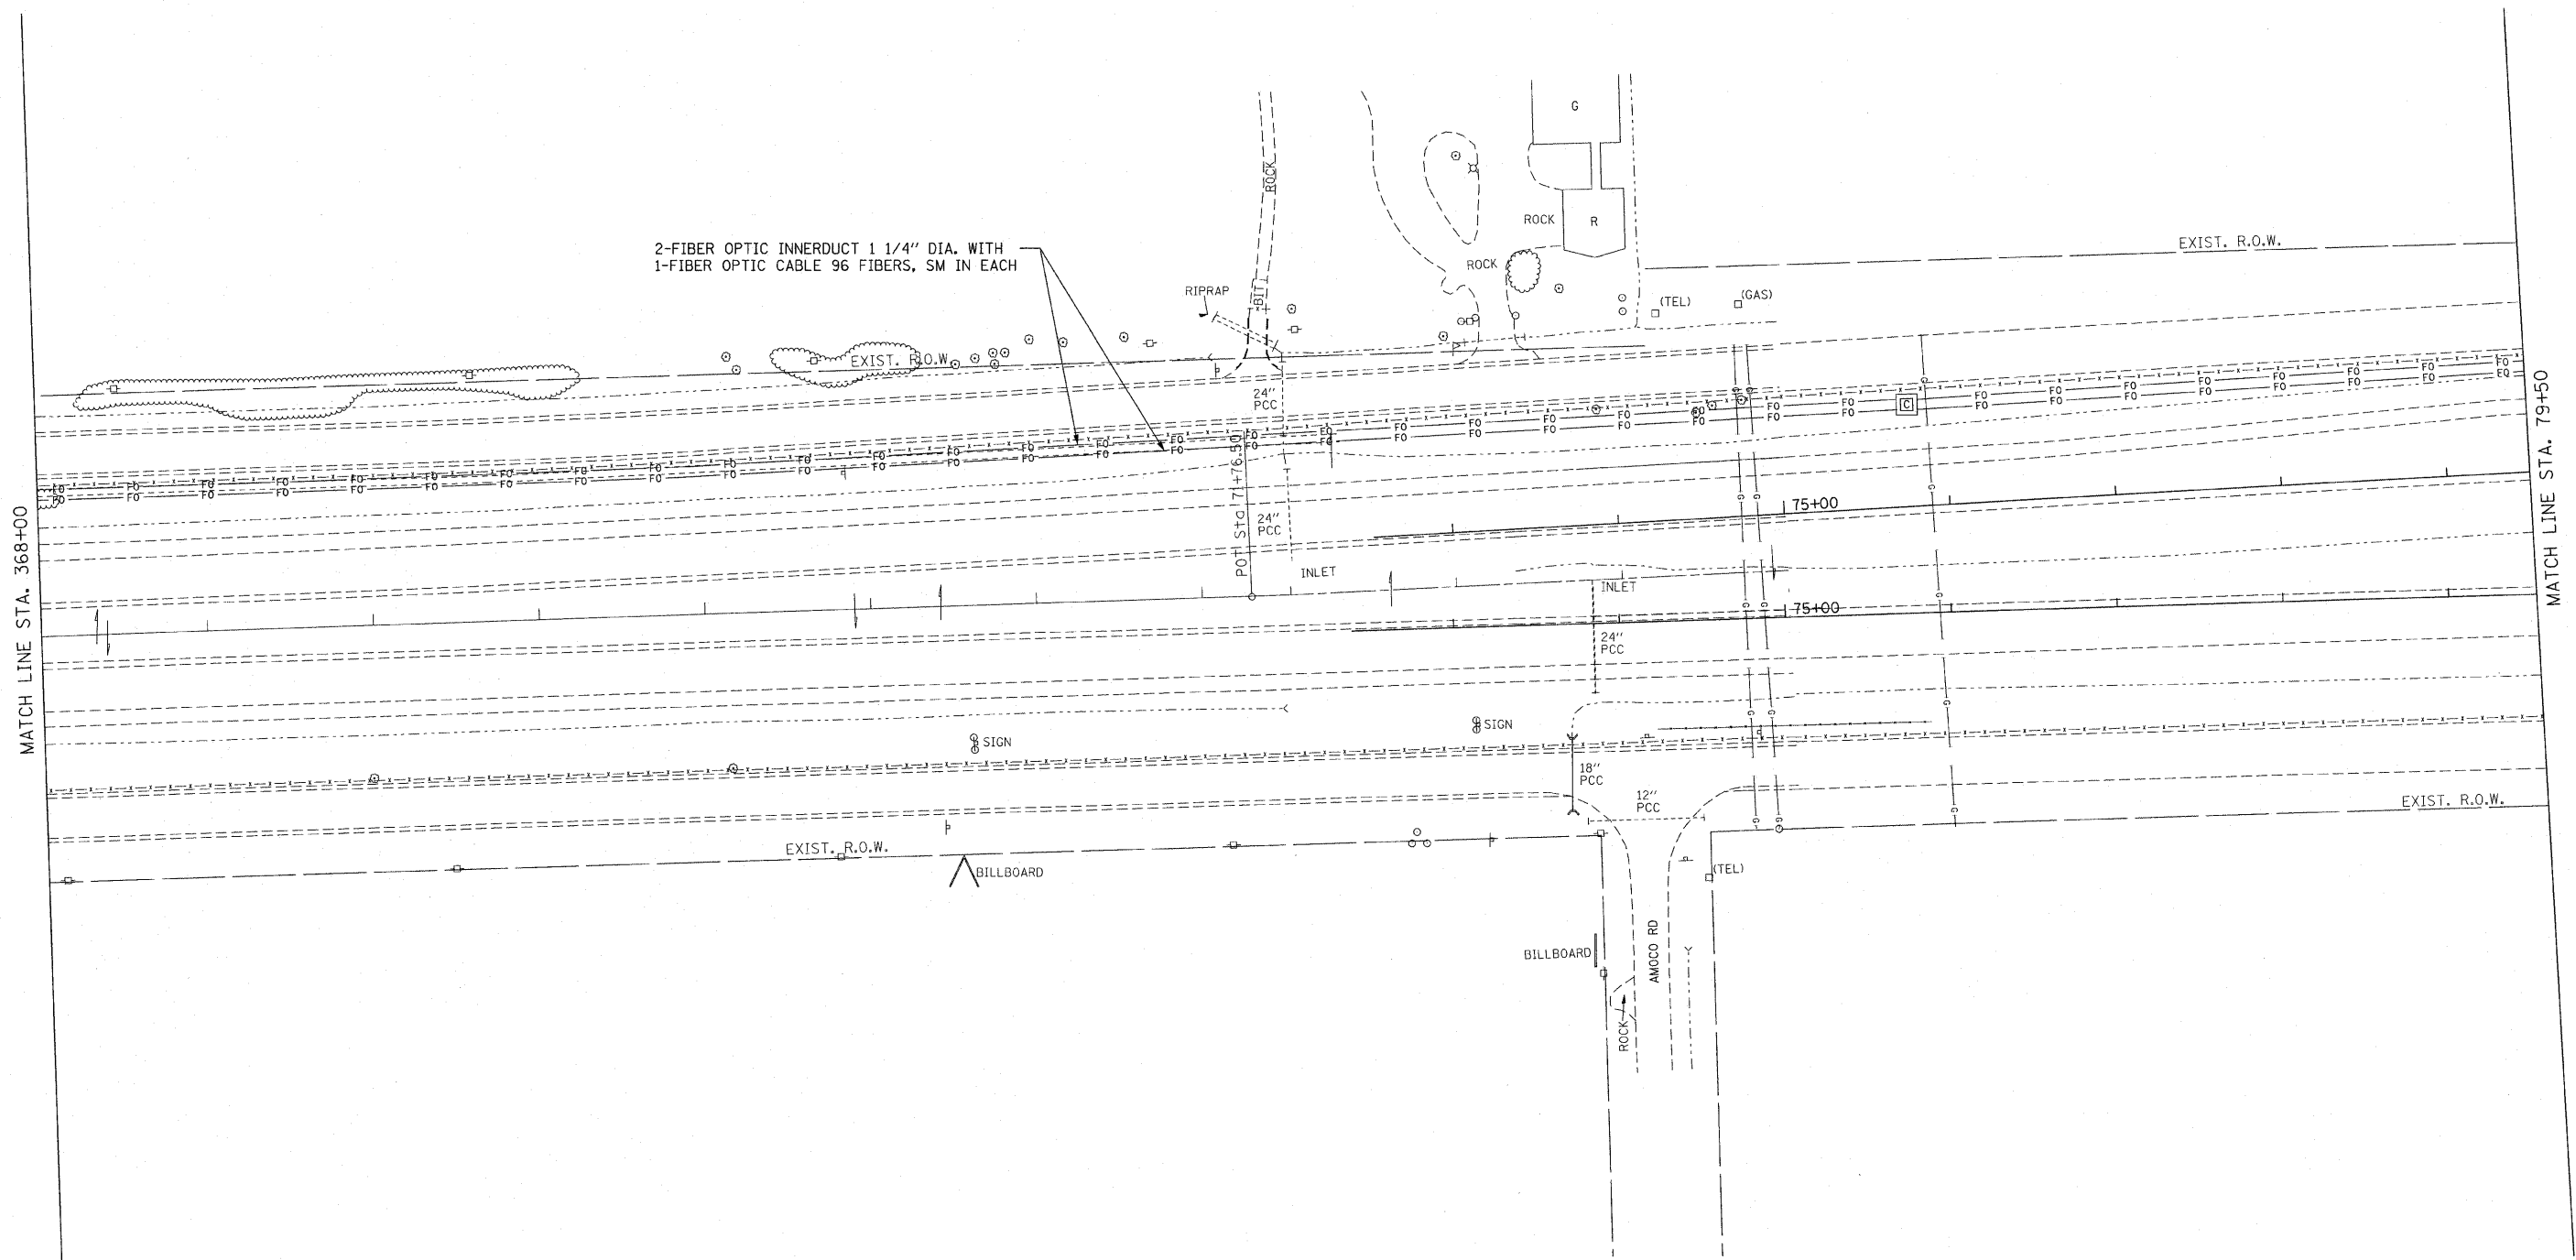 G
ROCK
ROCK
R
EXIST. R.O.W.
2-FIBER OPTIC INNERDUCT 1 1/4" DIA. WITH
1-FIBER OPTIC CABLE 96 FIBERS, SM IN EACH
ROCK
RIPRAP
BIT
(TEL)
(GAS)
EXIST. R.O.W.
24"
PCC
C
FO
FO
MATCH LINE STA. 79+50
MATCH LINE STA. 368+00
POT Sta 71+76.50
24"
PCC
75+00
INLET
INLET
75+00
24"
PCC
SIGN
SIGN
18"
PCC
12"
PCC
EXIST. R.O.W.
EXIST. R.O.W.
BILLBOARD
(TEL)
BILLBOARD
AMOCO RD
ROCK